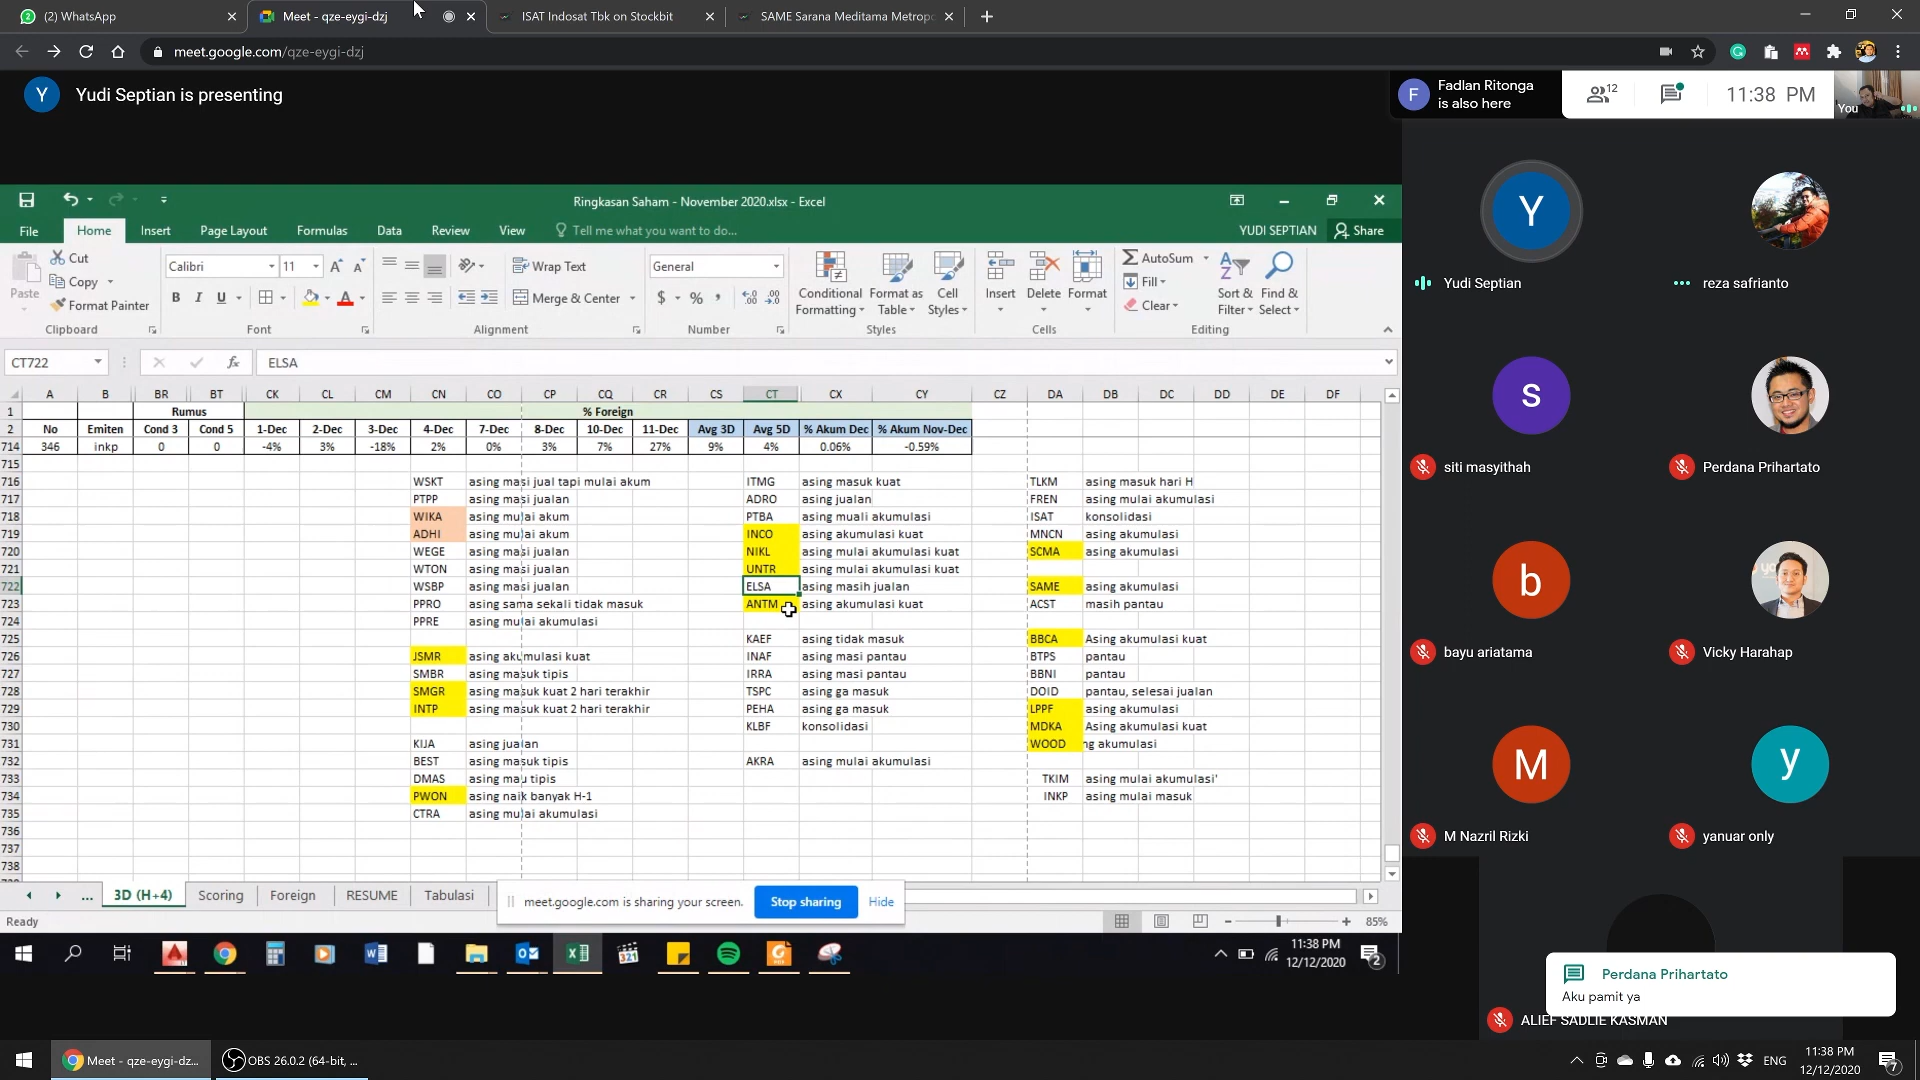 (2) WhatsApp
Meet - qze-eygi-dzj
ISAT Indosat Tbk on Stockbit
SAME Sarana Meditama Metropo
meet.google.com/qze-eygi-dzj
Y
Yudi Septian is presenting
F
Fadlan Ritonga
is also here
12
11:38 PM
You
Ringkasan Saham - November 2020.xlsx - Excel
File Home Insert Page Layout Formulas Data Review View Tell me what you want to do... YUDI SEPTIAN Share
Paste
Cut
Copy
Format Painter
Clipboard
Calibri 11
B I U
Font
Wrap Text
Merge & Center
Alignment
General
$ % ,
Number
Conditional Formatting
Format as Table
Cell Styles
Styles
Insert Delete Format
Cells
AutoSum
Fill
Clear
Sort & Filter
Find & Select
Editing
CT722 fx ELSA
A B BR BT CK CL CM CN CO CP CQ CR CS CT CX CY CZ DA DB DC DD DE DF
1 Rumus % Foreign
2 No Emiten Cond 3 Cond 5 1-Dec 2-Dec 3-Dec 4-Dec 7-Dec 8-Dec 10-Dec 11-Dec Avg 3D Avg 5D % Akum Dec % Akum Nov-Dec
714 346 inkp 0 0 -4% 3% -18% 2% 0% 3% 7% 27% 9% 4% 0.06% -0.59%
715
716 WSKT asing masi jual tapi mulai akum ITMG asing masuk kuat TLKM asing masuk hari H
717 PTPP asing masi jualan ADRO asing jualan FREN asing mulai akumulasi
718 WIKA asing mulai akum PTBA asing muali akumulasi ISAT konsolidasi
719 ADHI asing mulai akum INCO asing akumulasi kuat MNCN asing akumulasi
720 WEGE asing masi jualan NIKL asing mulai akumulasi kuat SCMA asing akumulasi
721 WTON asing masi jualan UNTR asing mulai akumulasi kuat
722 WSBP asing masi jualan ELSA asing masih jualan SAME asing akumulasi
723 PPRO asing sama sekali tidak masuk ANTM asing akumulasi kuat ACST masih pantau
724 PPRE asing mulai akumulasi
725 KAEF asing tidak masuk BBCA Asing akumulasi kuat
726 JSMR asing akumulasi kuat INAF asing masi pantau BTPS pantau
727 SMBR asing masuk tipis IRRA asing masi pantau BBNI pantau
728 SMGR asing masuk kuat 2 hari terakhir TSPC asing ga masuk DOID pantau, selesai jualan
729 INTP asing masuk kuat 2 hari terakhir PEHA asing ga masuk LPPF asing akumulasi
730 KLBF konsolidasi MDKA Asing akumulasi kuat
731 KIJA asing jualan WOOD ng akumulasi
732 BEST asing masuk tipis AKRA asing mulai akumulasi
733 DMAS asing mau tipis TKIM asing mulai akumulasi'
734 PWON asing naik banyak H-1 INKP asing mulai masuk
735 CTRA asing mulai akumulasi
736
737
738
... 3D (H+4) Scoring Foreign RESUME Tabulasi
meet.google.com is sharing your screen. Stop sharing Hide
Ready
85%
11:38 PM
12/12/2020
2
Y
Yudi Septian
reza safrianto
s
siti masyithah
Perdana Prihartato
b
bayu ariatama
Vicky Harahap
M
M Nazril Rizki
y
yanuar only
Perdana Prihartato
Aku pamit ya
ALIEF SADLIE KASMAN
Meet - qze-eygi-dz...
OBS 26.0.2 (64-bit, ...
ENG
11:38 PM
12/12/2020
7